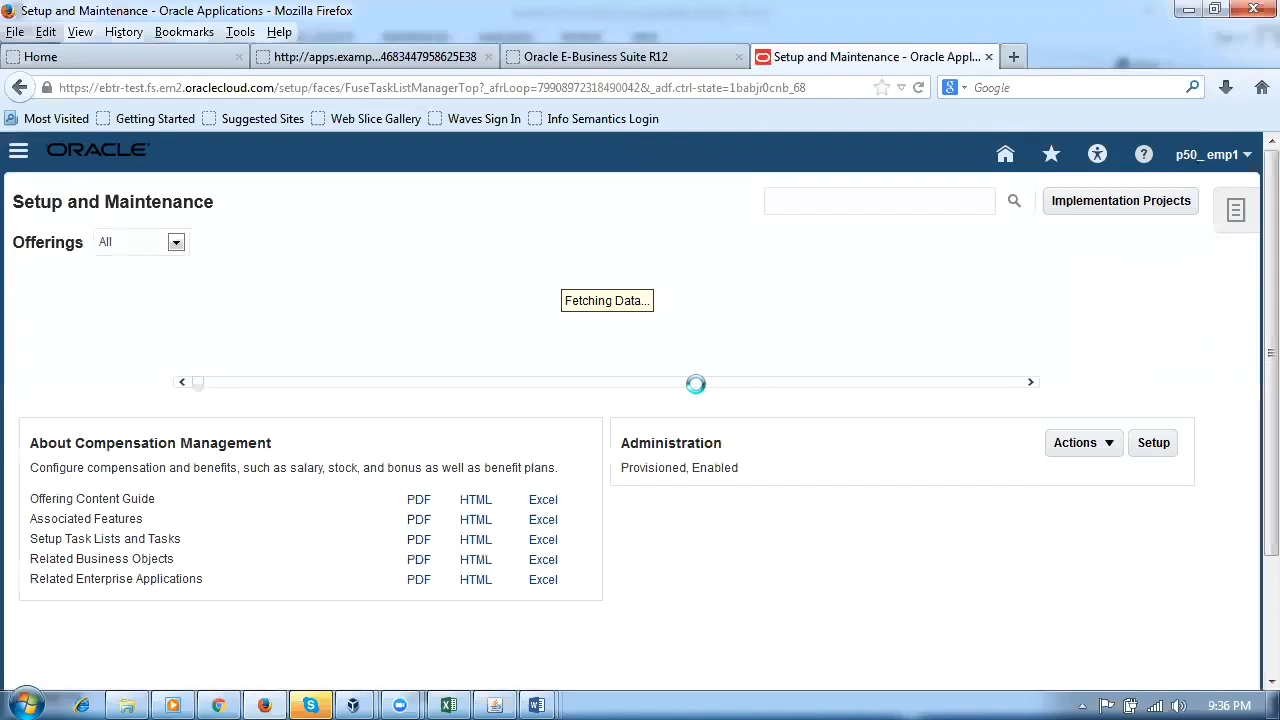 Setup and Maintenance - Oracle Applications - Mozilla Firefox
File Edit View History Bookmarks Tools Help
Home
http://apps.examp...4683447958625E38
Oracle E-Business Suite R12
Setup and Maintenance - Oracle Appl...
https://ebtr-test.fs.em2.oraclecloud.com/setup/faces/FuseTaskListManagerTop?_afrLoop=7990897231849004​2&_adf.ctrl-state=1babjr0cnb_68
Google
Most Visited Getting Started Suggested Sites Web Slice Gallery Waves Sign In Info Semantics Login
ORACLE
p50_ emp1
Setup and Maintenance
Implementation Projects
Offerings All
Fetching Data...
About Compensation Management
Configure compensation and benefits, such as salary, stock, and bonus as well as benefit plans.
Offering Content Guide PDF HTML Excel
Associated Features PDF HTML Excel
Setup Task Lists and Tasks PDF HTML Excel
Related Business Objects PDF HTML Excel
Related Enterprise Applications PDF HTML Excel
Administration
Actions Setup
Provisioned, Enabled
9:36 PM